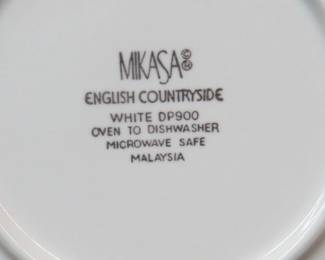 MIKASA©®
ENGLISH COUNTRYSIDE
WHITE DP900
OVEN TO DISHWASHER
MICROWAVE SAFE
MALAYSIA